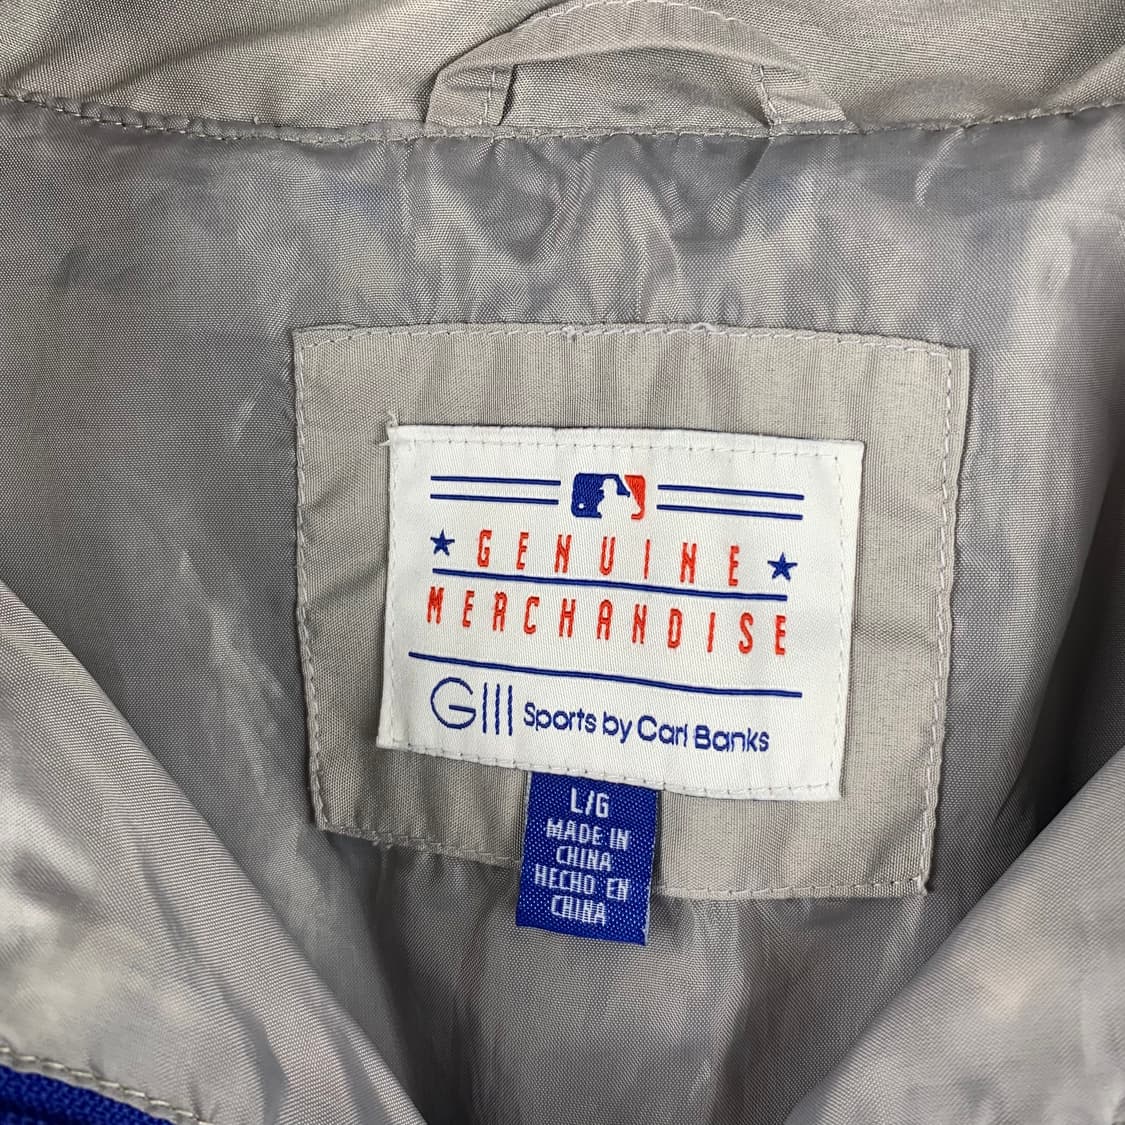 GENUINE
MERCHANDISE
GIII Sports by Carl Banks
L/G
MADE IN
CHINA
HECHO EN
CHINA